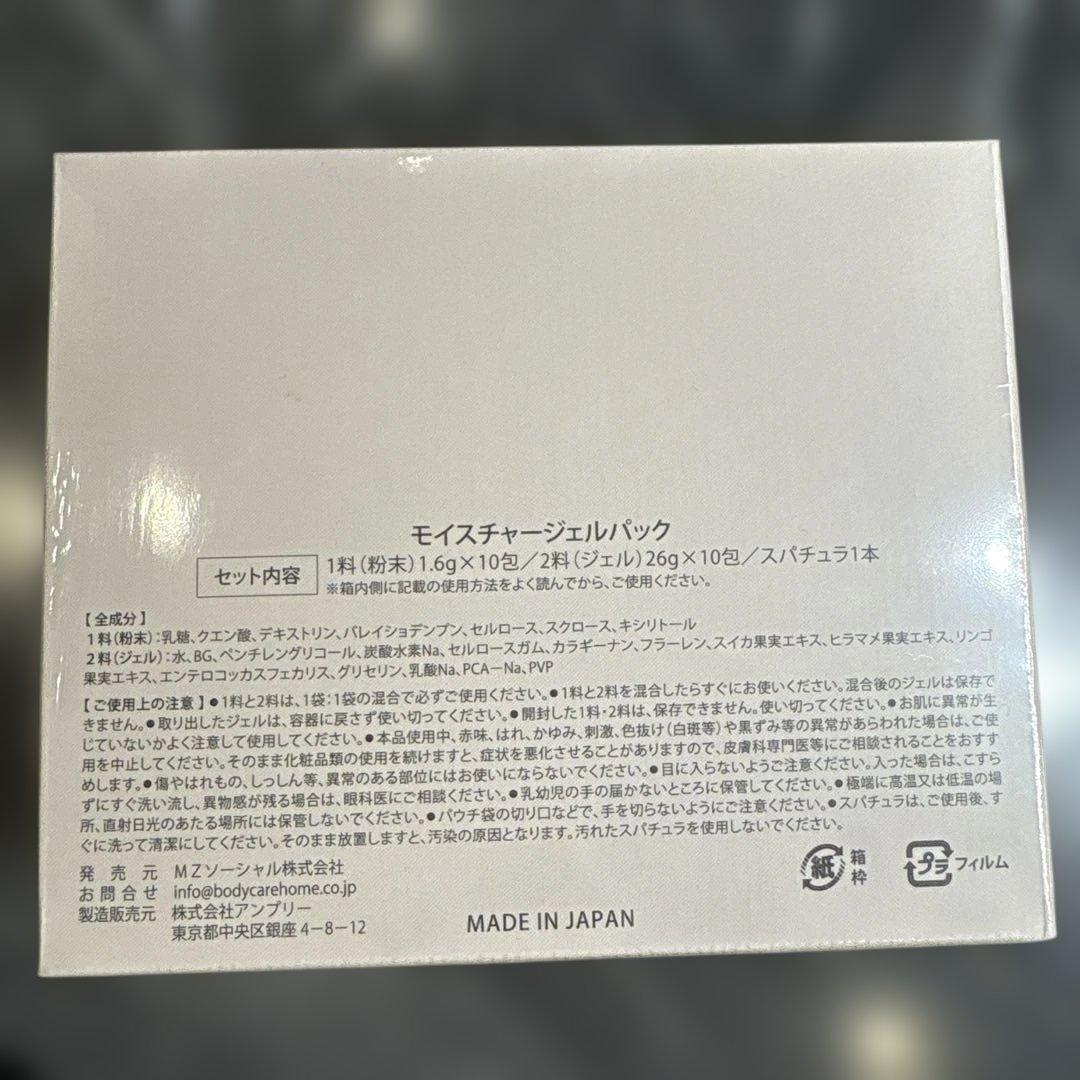 モイスチャージェルパック
セット内容
1料(粉末)1.6g×10包/2料(ジェル)26g×10包/スパチュラ1本
※箱内側に記載の使用方法をよく読んでから、ご使用ください。
【全成分】
1料(粉末):乳糖、クエン酸、デキストリン、バレイショデンプン、セルロース、スクロース、キシリトール
2料(ジェル):水、BG、ペンチレングリコール、炭酸水素Na、セルロースガム、カラギーナン、フラーレン、スイカ果実エキス、ヒラマメ果実エキス、リンゴ
果実エキス、エンテロコッカスフェカリス、グリセリン、乳酸Na、PCA-Na、PVP
【ご使用上の注意】●1料と2料は、1袋:1袋の混合で必ずご使用ください。●1料と2料を混合したらすぐにお使いください。混合後のジェルは保存で
きません。●取り出したジェルは、容器に戻さず使い切ってください。●開封した1料・2料は、保存できません。使い切ってください。●お肌に異常が生
じていないかよく注意して使用してください。●本品使用中、赤味、はれ、かゆみ、刺激、色抜け(白斑等)や黒ずみ等の異常があらわれた場合は、ご使
用を中止してください。そのまま化粧品類の使用を続けますと、症状を悪化させることがありますので、皮膚科専門医等にご相談されることをおすす
めします。●傷やはれもの、しっしん等、異常のある部位にはお使いにならないでください。●目に入らないようご注意ください。入った場合は、こすら
ずにすぐ洗い流し、異物感が残る場合は、眼科医にご相談ください。●乳幼児の手の届かないところに保管してください。●極端に高温又は低温の場
所、直射日光のあたる場所には保管しないでください。●パウチ袋の切り口などで、手を切らないようにご注意ください。●スパチュラは、ご使用後、す
ぐに洗って清潔にしてください。そのまま放置しますと、汚染の原因となります。汚れたスパチュラを使用しないでください。
発売元 MZソーシャル株式会社
お問合せ info@bodycarehome.co.jp
製造販売元 株式会社アンプリー
東京都中央区銀座4-8-12
MADE IN JAPAN
紙 箱
枠
プラ フィルム